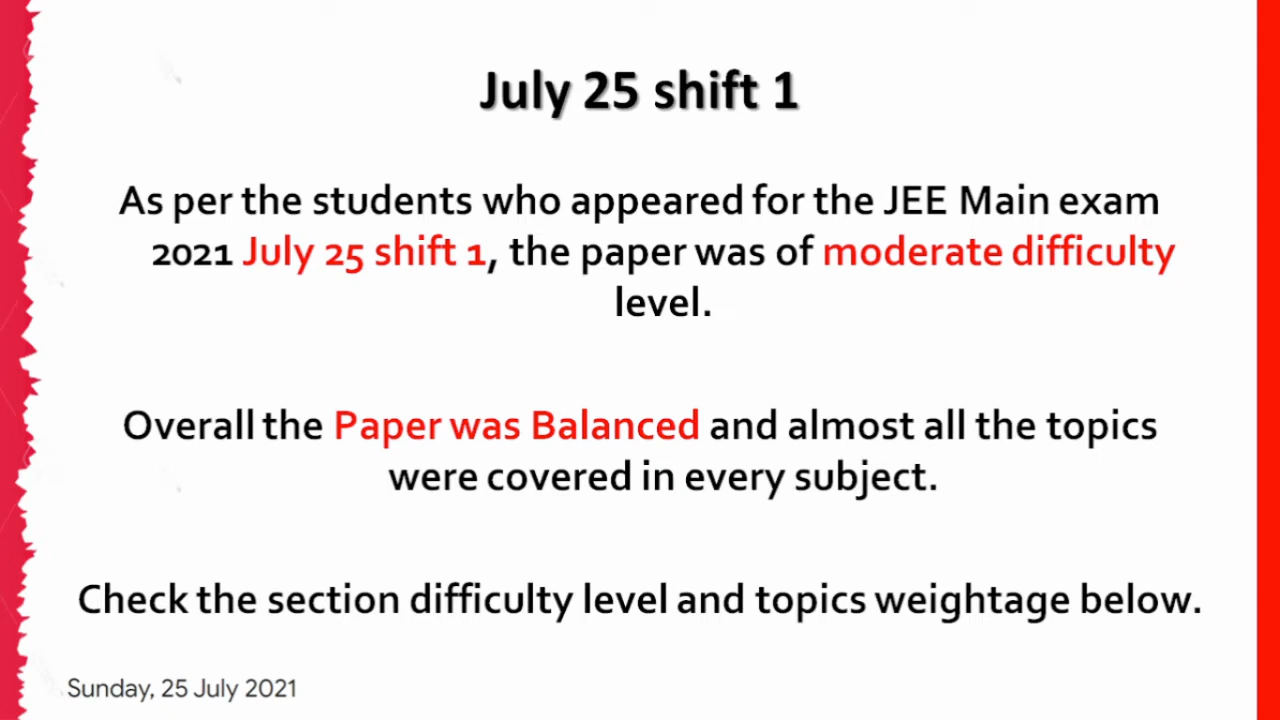 July 25 shift 1
As per the students who appeared for the JEE Main exam
2021 July 25 shift 1, the paper was of moderate difficulty
level.
Overall the Paper was Balanced and almost all the topics
were covered in every subject.
Check the section difficulty level and topics weightage below.
Sunday, 25 July 2021